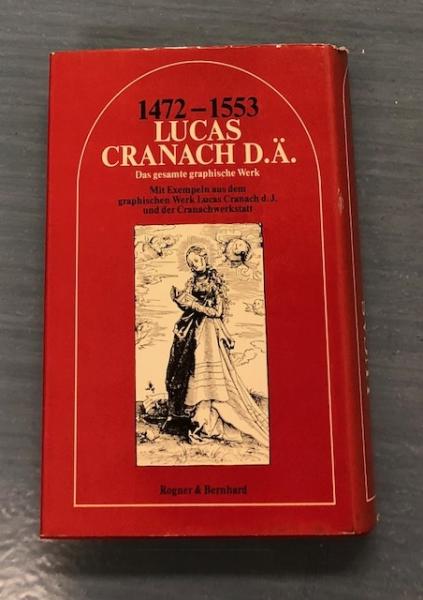 1472–1553
LUCAS
CRANACH D.Ä.
Das gesamte graphische Werk
Mit Exempeln aus dem
graphischen Werk Lucas Cranach d. J.
und der Cranachwerkstatt
Rogner & Bernhard